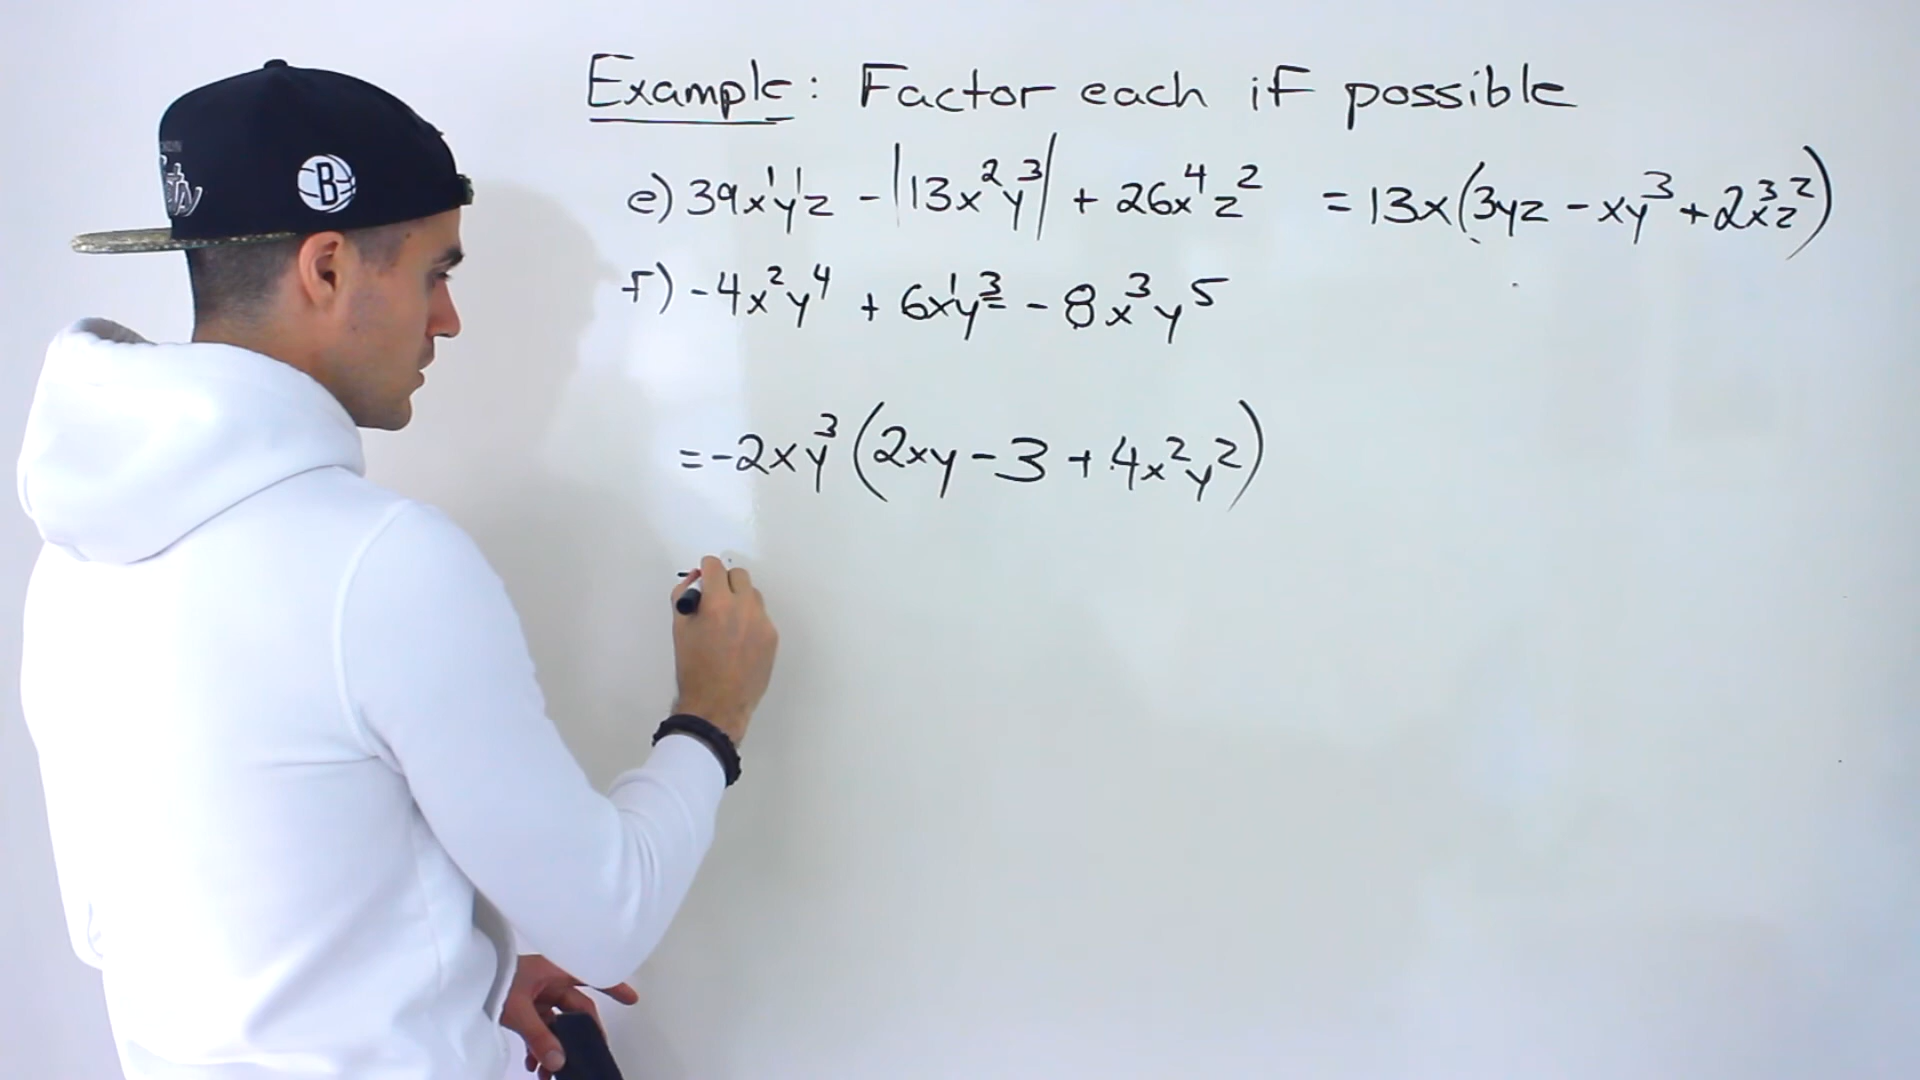 Example: Factor each if possible
e) 39x¹y¹z - |13x²y³| + 26x⁴z² = 13x(3yz - xy³ + 2x³z²)
f) -4x²y⁴ + 6x¹y³ - 8x³y⁵
= -2xy³(2xy - 3 + 4x²y²)
B